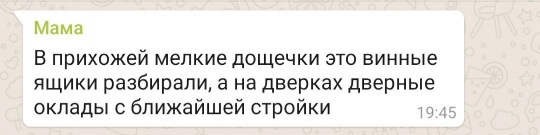 Мама
В прихожей мелкие дощечки это винные
ящики разбирали, а на дверках дверные
оклады с ближайшей стройки
19:45